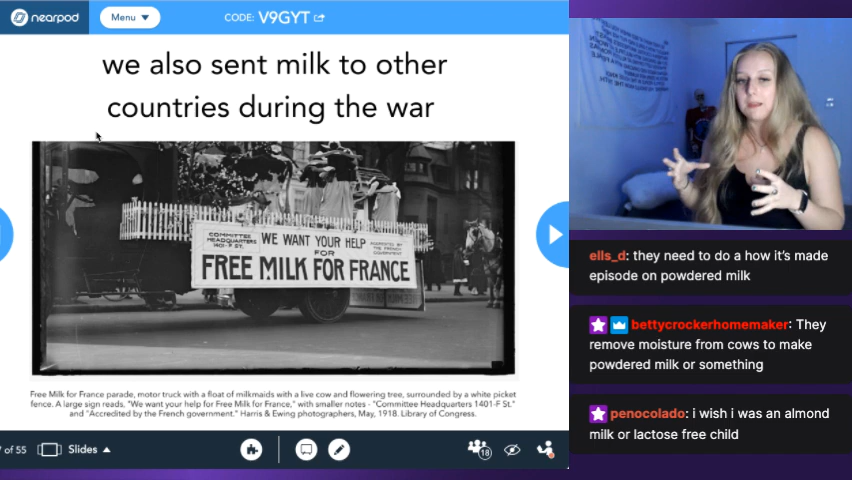 nearpod
Menu
CODE: V9GYT
we also sent milk to other
countries during the war
COMMITTEE
HEADQUARTERS
1401-F ST.
WE WANT YOUR HELP
FOR
FREE MILK FOR FRANCE
Free Milk for France parade, motor truck with a float of milkmaids with a live cow and flowering tree, surrounded by a white picket
fence. A large sign reads, "We want your help for Free Milk for France," with smaller notes - "Committee Headquarters 1401-F St."
and "Accredited by the French government." Harris & Ewing photographers, May, 1918. Library of Congress.
of 55
Slides
18
ells_d: they need to do a how it's made
episode on powdered milk
bettycrockerhomemaker: They
remove moisture from cows to make
powdered milk or something
penocolado: i wish i was an almond
milk or lactose free child